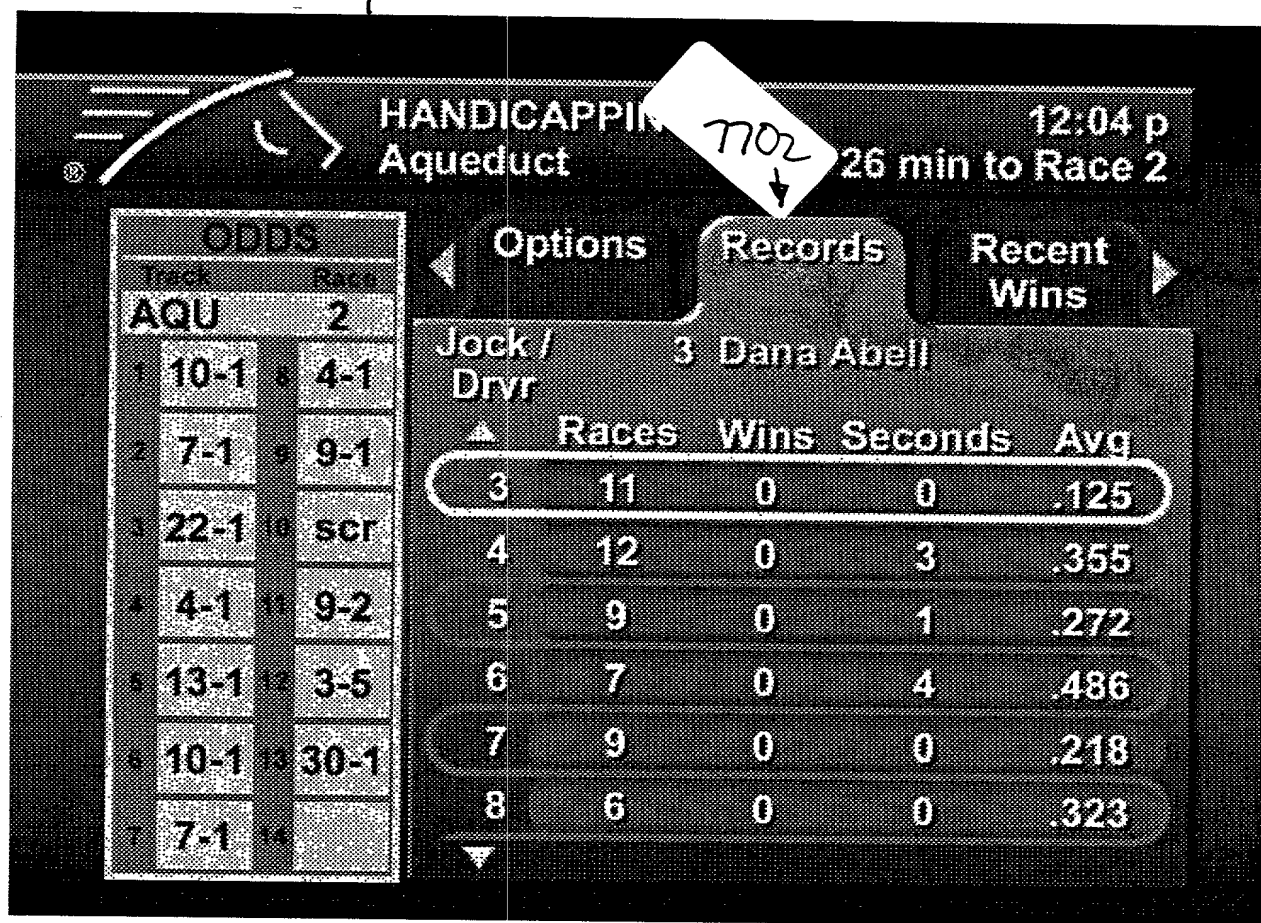 HANDICAPPIN
Aqueduct
7702
12:04 p
26 min to Race 2
®
ODDS
Track Race
AQU 2
1 10-1 8 4-1
2 7-1 9 9-1
3 22-1 10 scr
4 4-1 11 9-2
5 13-1 12 3-5
6 10-1 13 30-1
7 7-1 14
Options
Records
Recent
Wins
Jock /
Drvr
3 Dana Abell
Races Wins Seconds Avg
3 11 0 0 .125
4 12 0 3 .355
5 9 0 1 .272
6 7 0 4 .486
7 9 0 0 .218
8 6 0 0 .323